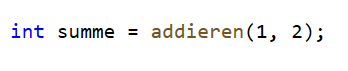 int summe = addieren(1, 2);